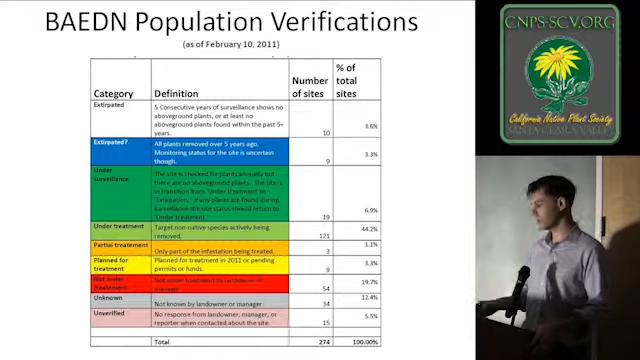 BAEDN Population Verifications
(as of February 10, 2011)
Category Definition Number of sites % of total sites
Extirpated 5 Consecutive years of surveillance shows no aboveground plants, or at least no aboveground plants found within the past 5+ years. 10 3.6%
Extirpated? All plants removed over 5 years ago. Monitoring status for the site is uncertain though. 9 3.3%
Under surveillance The site is checked for plants annually but there are no aboveground plants. The site is in transition from 'Under treatment' to If any plants are found during surveillance the site status should return to 'Under treatment'. 19 6.9%
Under treatment Target non-native species actively being removed. 121 44.2%
Partial treatement Only part of the infestation being treated. 3 1.1%
Planned for treatment Planned for treatment in 2011 or pending permits or funds. 9 3.3%
Not under treatement Not under treatment by landowner or manager 54 19.7%
Unknown Not known by landowner or manager 34 12.4%
Unverified No response from landowner, manager, or reporter when contacted about the site. 15 5.5%
Total 274 100.00%
CNPS-SCV.ORG
California Native Plant Society
SANTA CLARA VALLEY